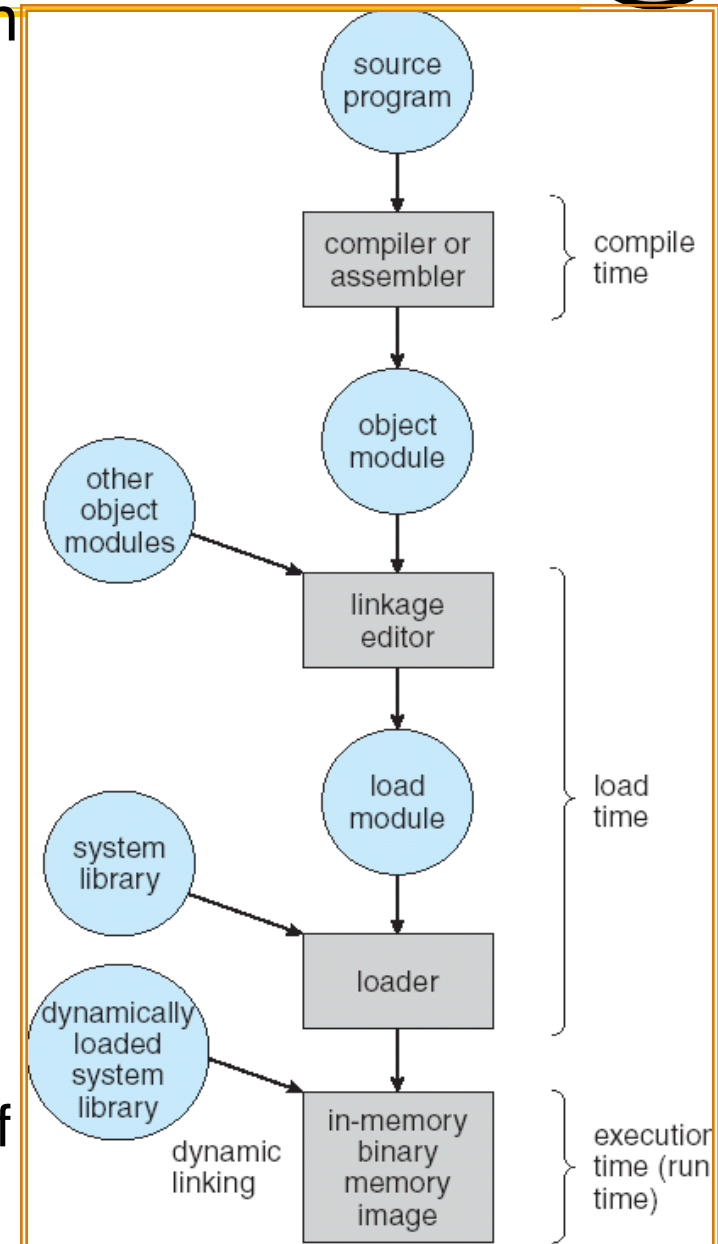 n
source
program
compiler or
assembler
compile
time
object
module
other
object
modules
linkage
editor
load
module
load
time
system
library
loader
dynamically
loaded
system
library
f
dynamic
linking
in-memory
binary
memory
image
execution
time (run
time)